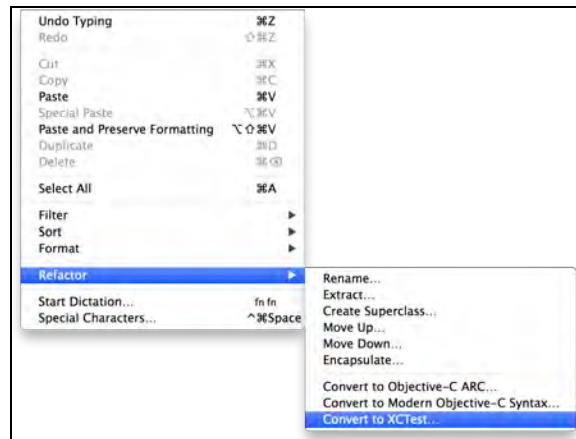 Undo Typing ⌘Z
Redo ⇧⌘Z
Cut ⌘X
Copy ⌘C
Paste ⌘V
Special Paste ⌥⌘V
Paste and Preserve Formatting ⌥⇧⌘V
Duplicate ⌘D
Delete ⌘⌫
Select All ⌘A
Filter ▶
Sort ▶
Format ▶
Refactor ▶
Start Dictation... fn fn
Special Characters... ^⌘Space
Rename...
Extract...
Create Superclass...
Move Up...
Move Down...
Encapsulate...
Convert to Objective-C ARC...
Convert to Modern Objective-C Syntax...
Convert to XCTest...